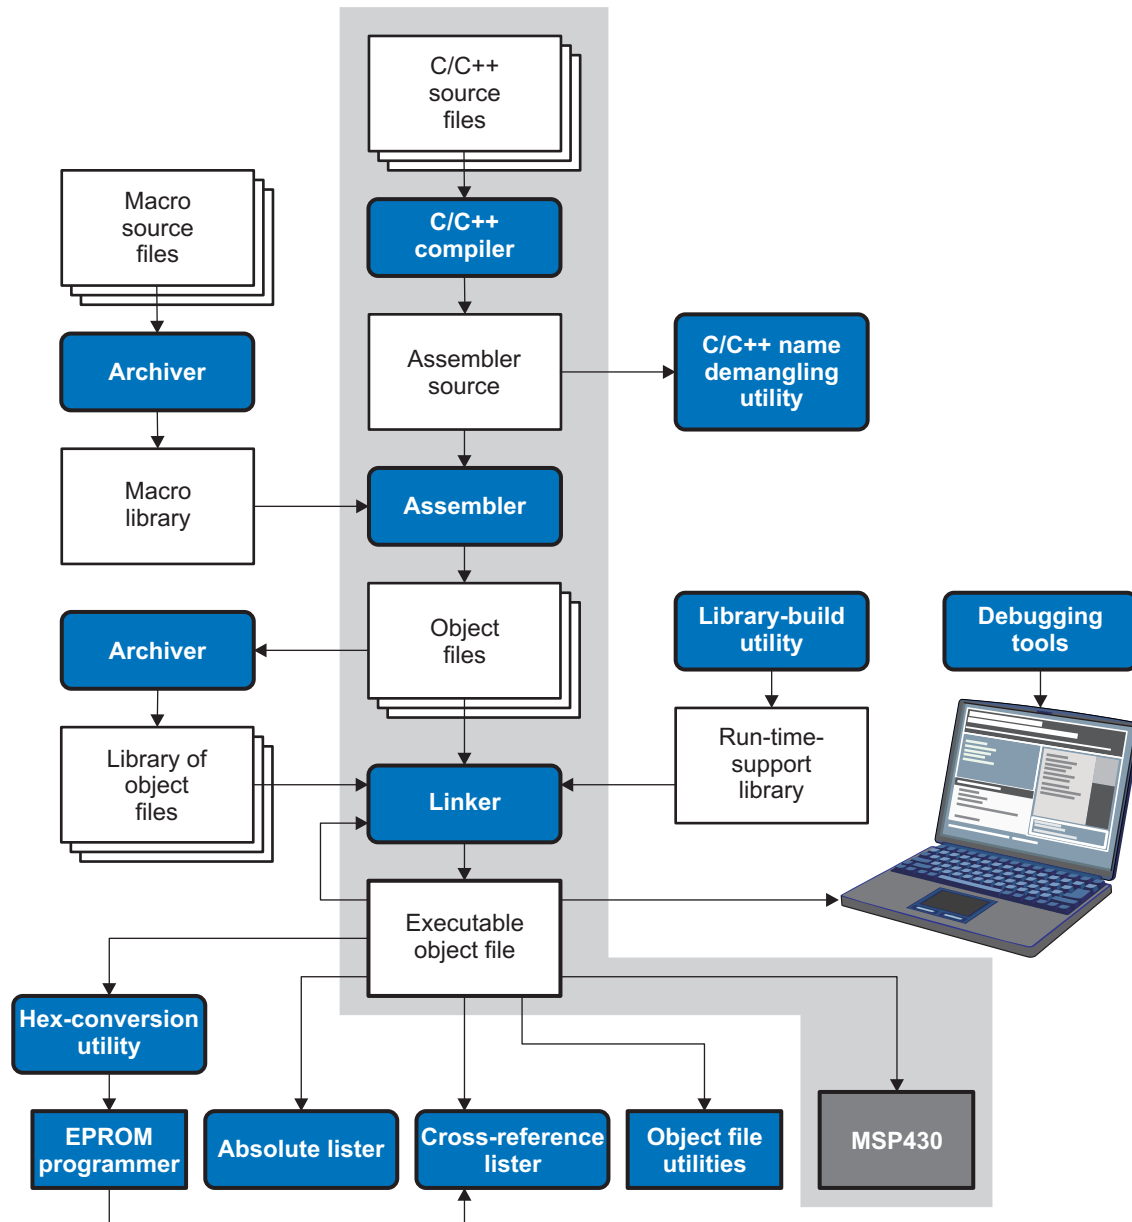 C/C++
source
files
Macro
source
files
C/C++
compiler
Archiver
Assembler
source
C/C++ name
demangling
utility
Macro
library
Assembler
Archiver
Object
files
Library-build
utility
Debugging
tools
Library of
object
files
Linker
Run-time-
support
library
Executable
object file
Hex-conversion
utility
EPROM
programmer
Absolute lister
Cross-reference
lister
Object file
utilities
MSP430